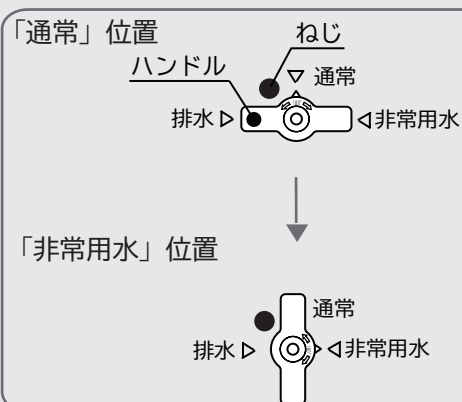 「通常」位置
ねじ
ハンドル
▽ 通常
排水 ▷
◁非常用水
「非常用水」位置
通常
排水 ▷
◁非常用水